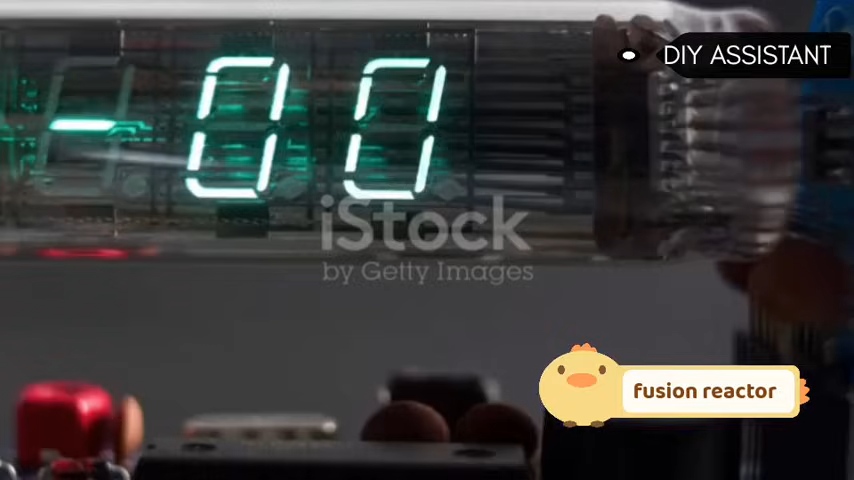 DIY ASSISTANT
-00
iStock
by Getty Images
fusion reactor